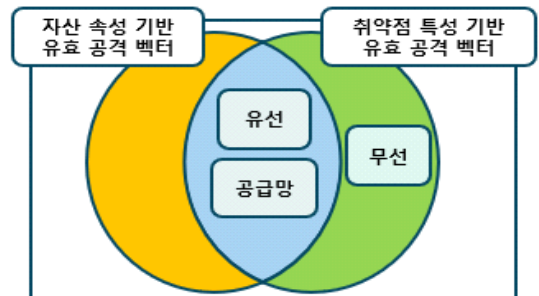 자산 속성 기반
유효 공격 벡터
취약점 특성 기반
유효 공격 벡터
유선
무선
공급망